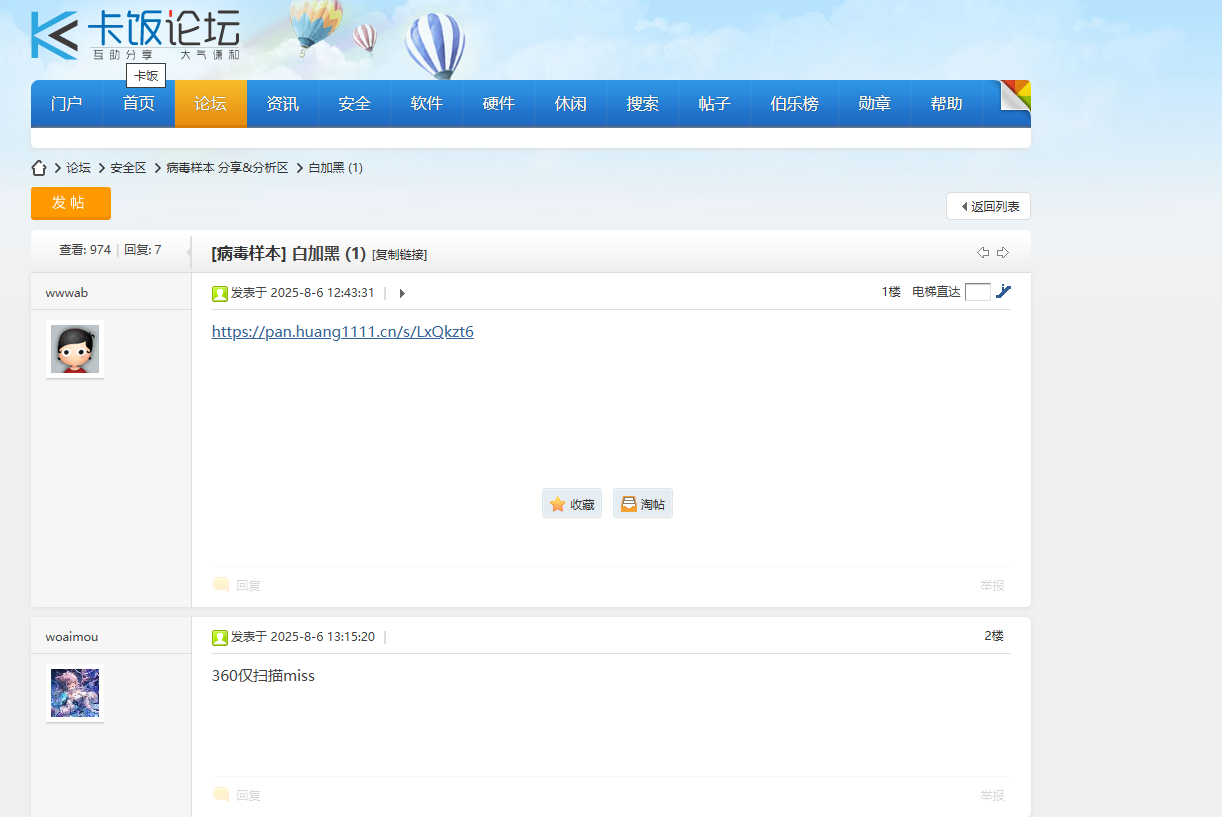 卡饭论坛
互助分享 大气谦和
卡饭
门户 首页 论坛 资讯 安全 软件 硬件 休闲 搜索 帖子 伯乐榜 勋章 帮助
论坛 安全区 病毒样本 分享&分析区 白加黑 (1)
发帖
返回列表
查看: 974 | 回复: 7
[病毒样本] 白加黑 (1) [复制链接]
wwwab
发表于 2025-8-6 12:43:31 |
1楼 电梯直达
https://pan.huang1111.cn/s/LxQkzt6
收藏 淘帖
回复 举报
woaimou
发表于 2025-8-6 13:15:20 |
2楼
360仅扫描miss
回复 举报